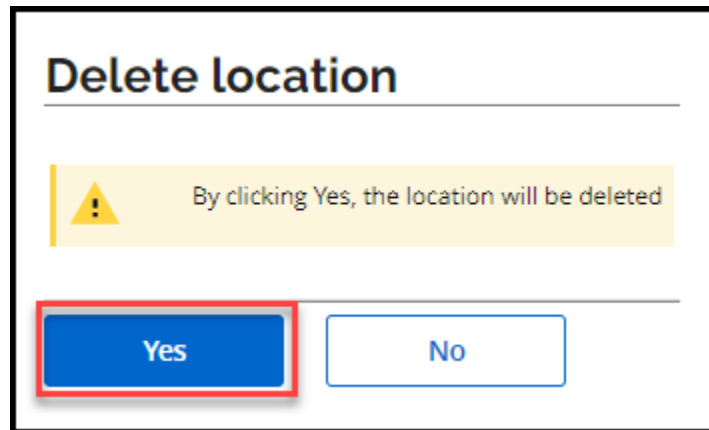 Delete location
By clicking Yes, the location will be deleted
Yes
No